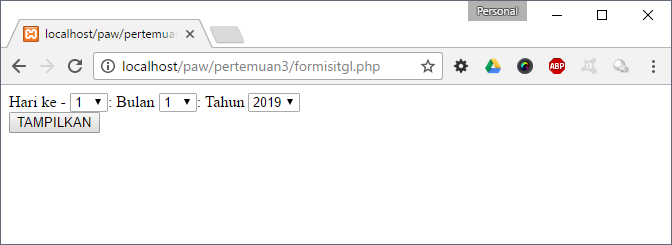 Personal
localhost/paw/pertemuan
localhost/paw/pertemuan3/formisitgl.php
ABP
Hari ke - 1 : Bulan 1 : Tahun 2019
TAMPILKAN